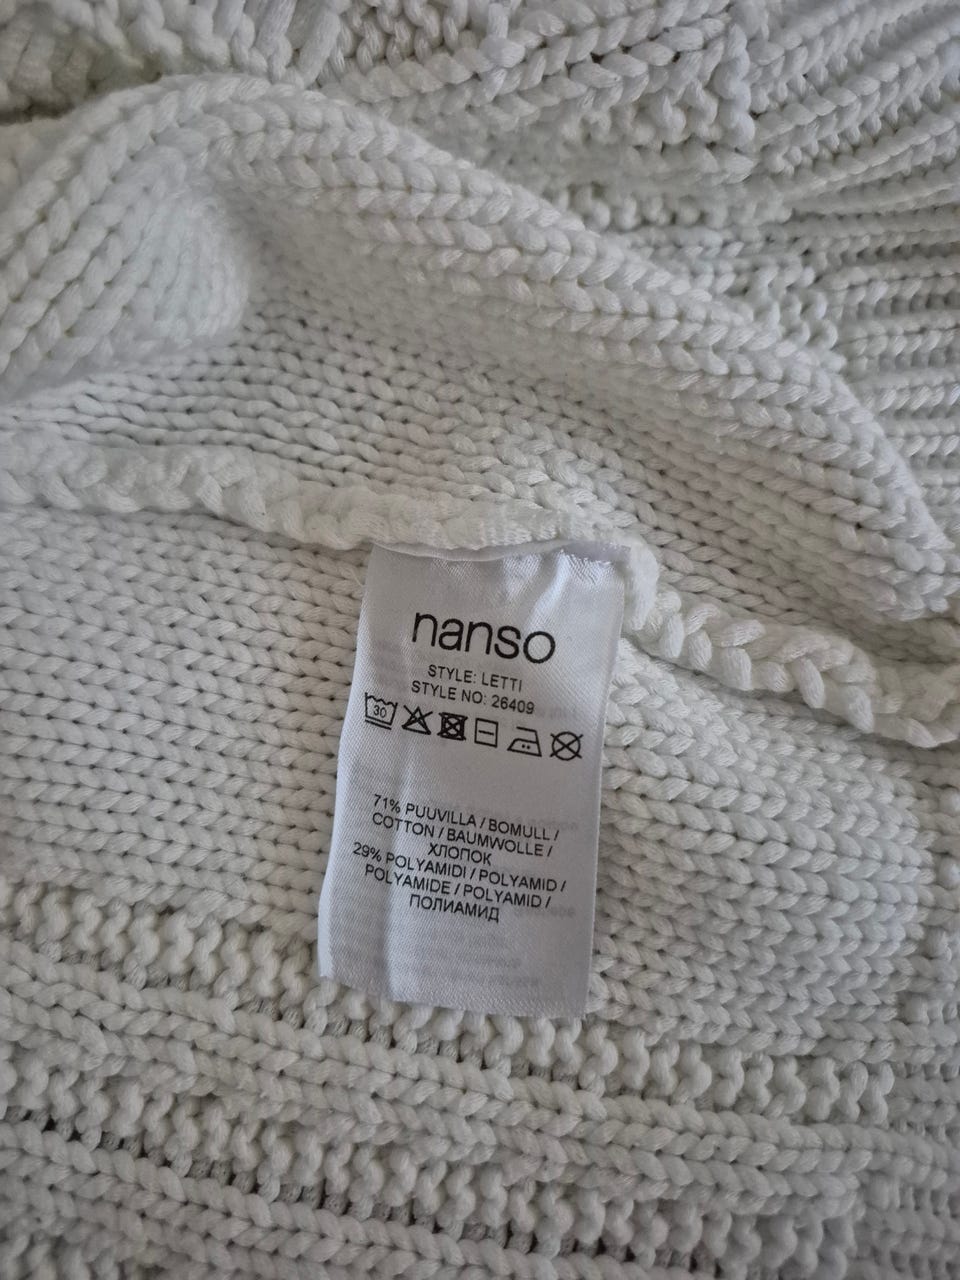 nanso
STYLE: LETTI
STYLE NO: 26409
30
71% PUUVILLA / BOMULL /
COTTON / BAUMWOLLE /
ХЛОПОК
29% POLYAMIDI / POLYAMID /
POLYAMIDE / POLYAMID /
ПОЛИАМИД